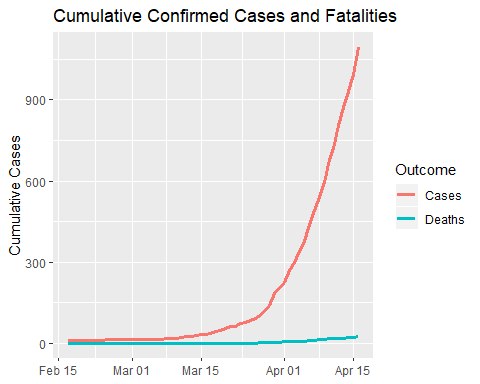 Cumulative Confirmed Cases and Fatalities
Cumulative Cases
900
600
300
0
Feb 15
Mar 01
Mar 15
Apr 01
Apr 15
Outcome
Cases
Deaths